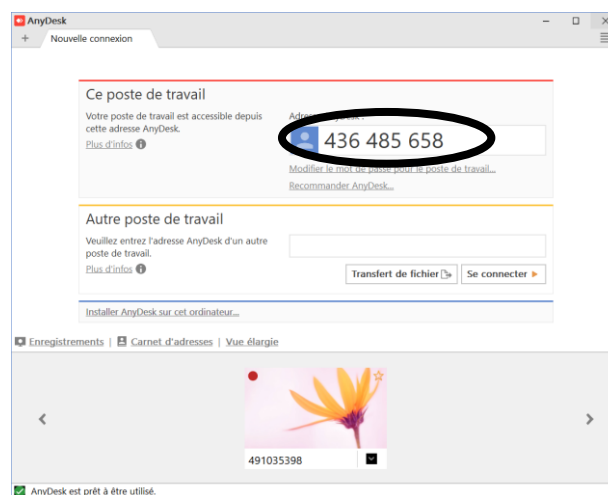 AnyDesk
+ Nouvelle connexion
Ce poste de travail
Votre poste de travail est accessible depuis
cette adresse AnyDesk.
Plus d'infos
Adresse AnyDesk :
436 485 658
Modifier le mot de passe pour le poste de travail...
Recommander AnyDesk...
Autre poste de travail
Veuillez entrez l'adresse AnyDesk d'un autre
poste de travail.
Plus d'infos
Transfert de fichier
Se connecter
Installer AnyDesk sur cet ordinateur...
Enregistrements | Carnet d'adresses | Vue élargie
491035398
AnyDesk est prêt à être utilisé.